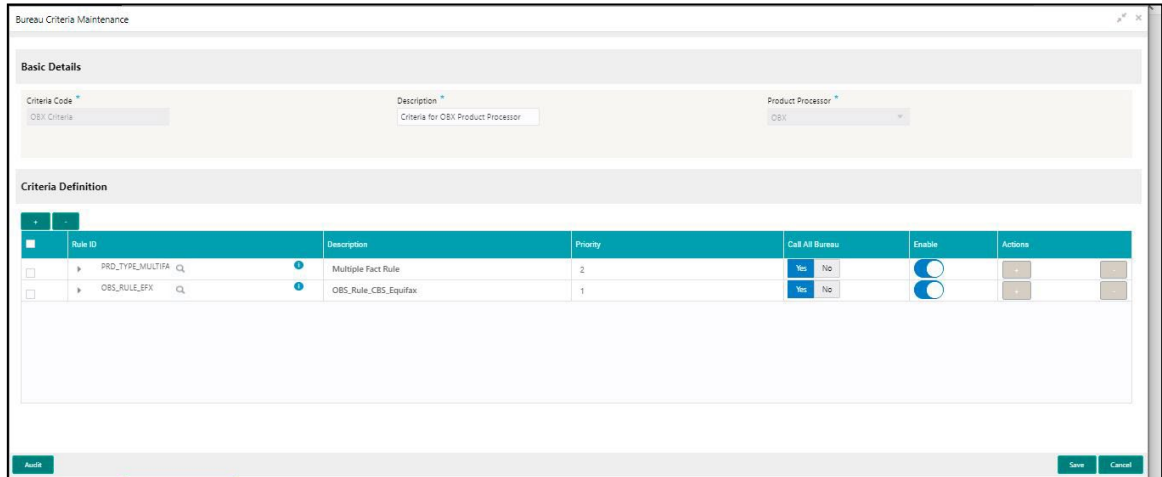 Bureau Criteria Maintenance
Basic Details
Criteria Code * Description * Product Processor *
OBX Criteria Criteria for OBX Product Processor OBX
Criteria Definition
+ -
Rule ID Description Priority Call All Bureau Enable Actions
PRD_TYPE_MULTIFA Multiple Fact Rule 2 Yes No + -
OBS_RULE_EFX OBS_Rule_CBS_Equifax 1 Yes No + -
Audit Save Cancel